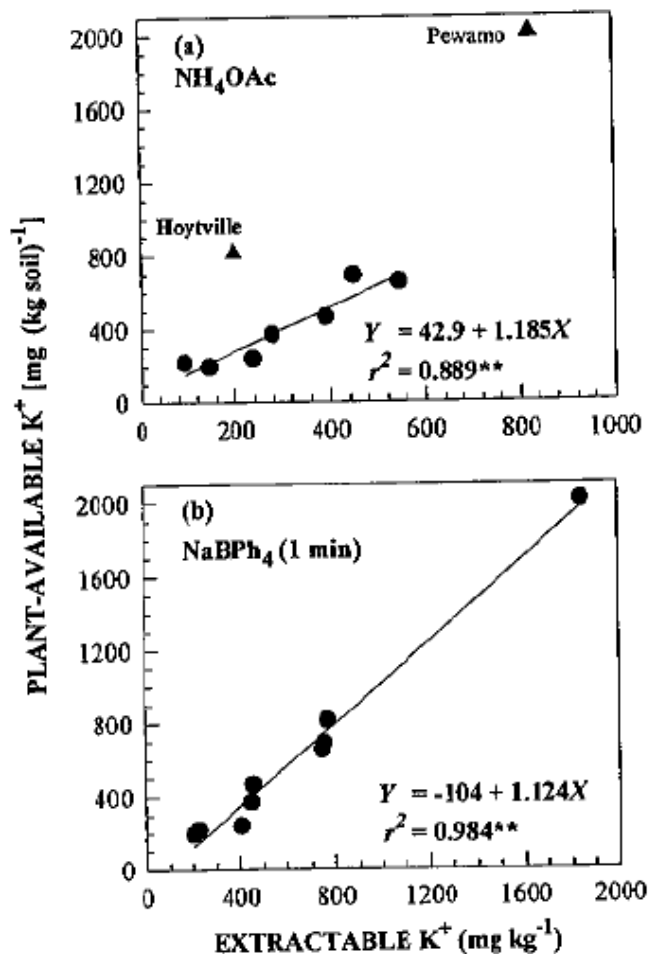 PLANT-AVAILABLE K⁺ [mg (kg soil)⁻¹]
2000
1600
1200
800
400
0
(a)
NH₄OAc
Pewamo
Hoytville
Y = 42.9 + 1.185X
r² = 0.889**
0 200 400 600 800 1000
2000
1600
1200
800
400
0
(b)
NaBPh₄ (1 min)
Y = -104 + 1.124X
r² = 0.984**
0 400 800 1200 1600 2000
EXTRACTABLE K⁺ (mg kg⁻¹)